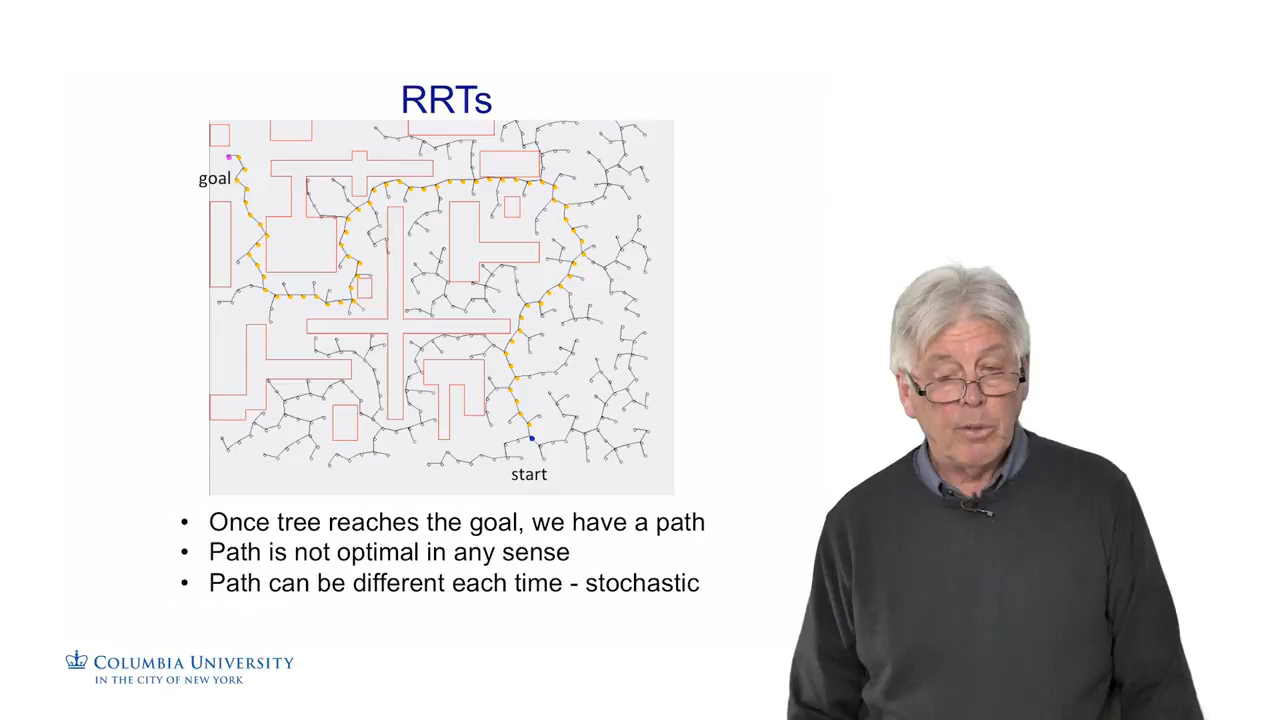 RRTs
goal
start
• Once tree reaches the goal, we have a path
• Path is not optimal in any sense
• Path can be different each time - stochastic
COLUMBIA UNIVERSITY
IN THE CITY OF NEW YORK